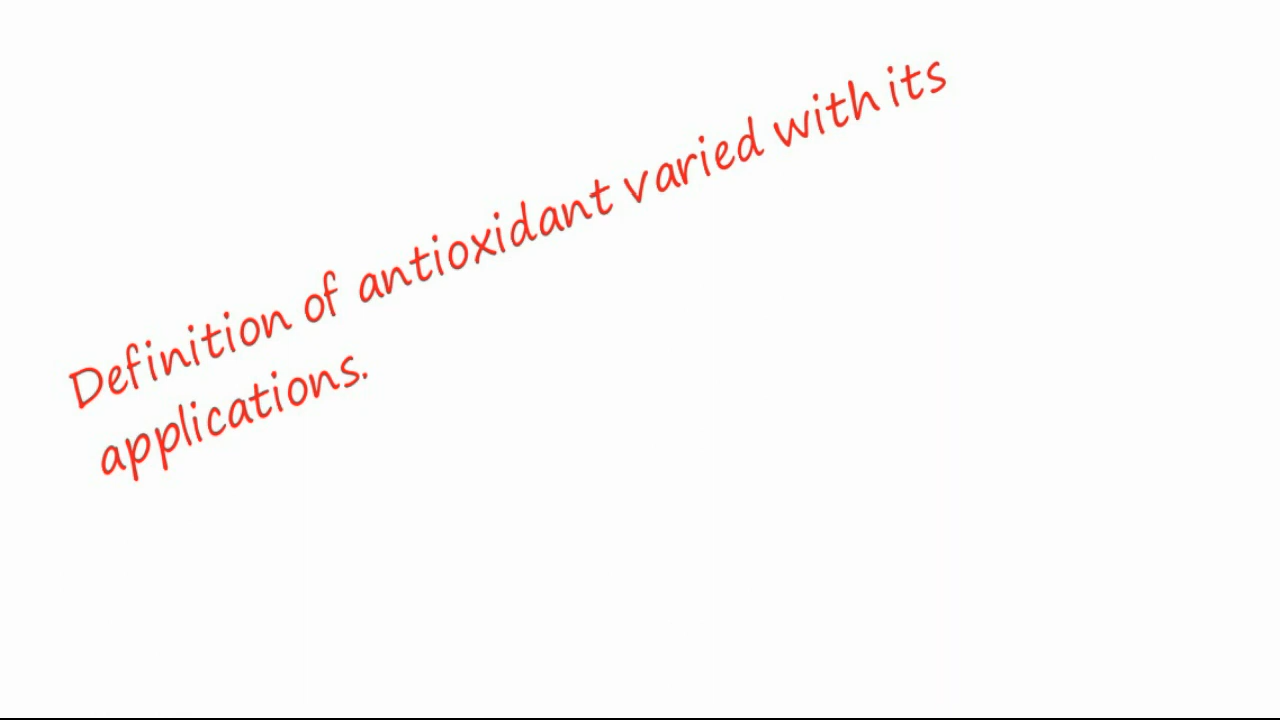 Definition of antioxidant varied with its
applications.